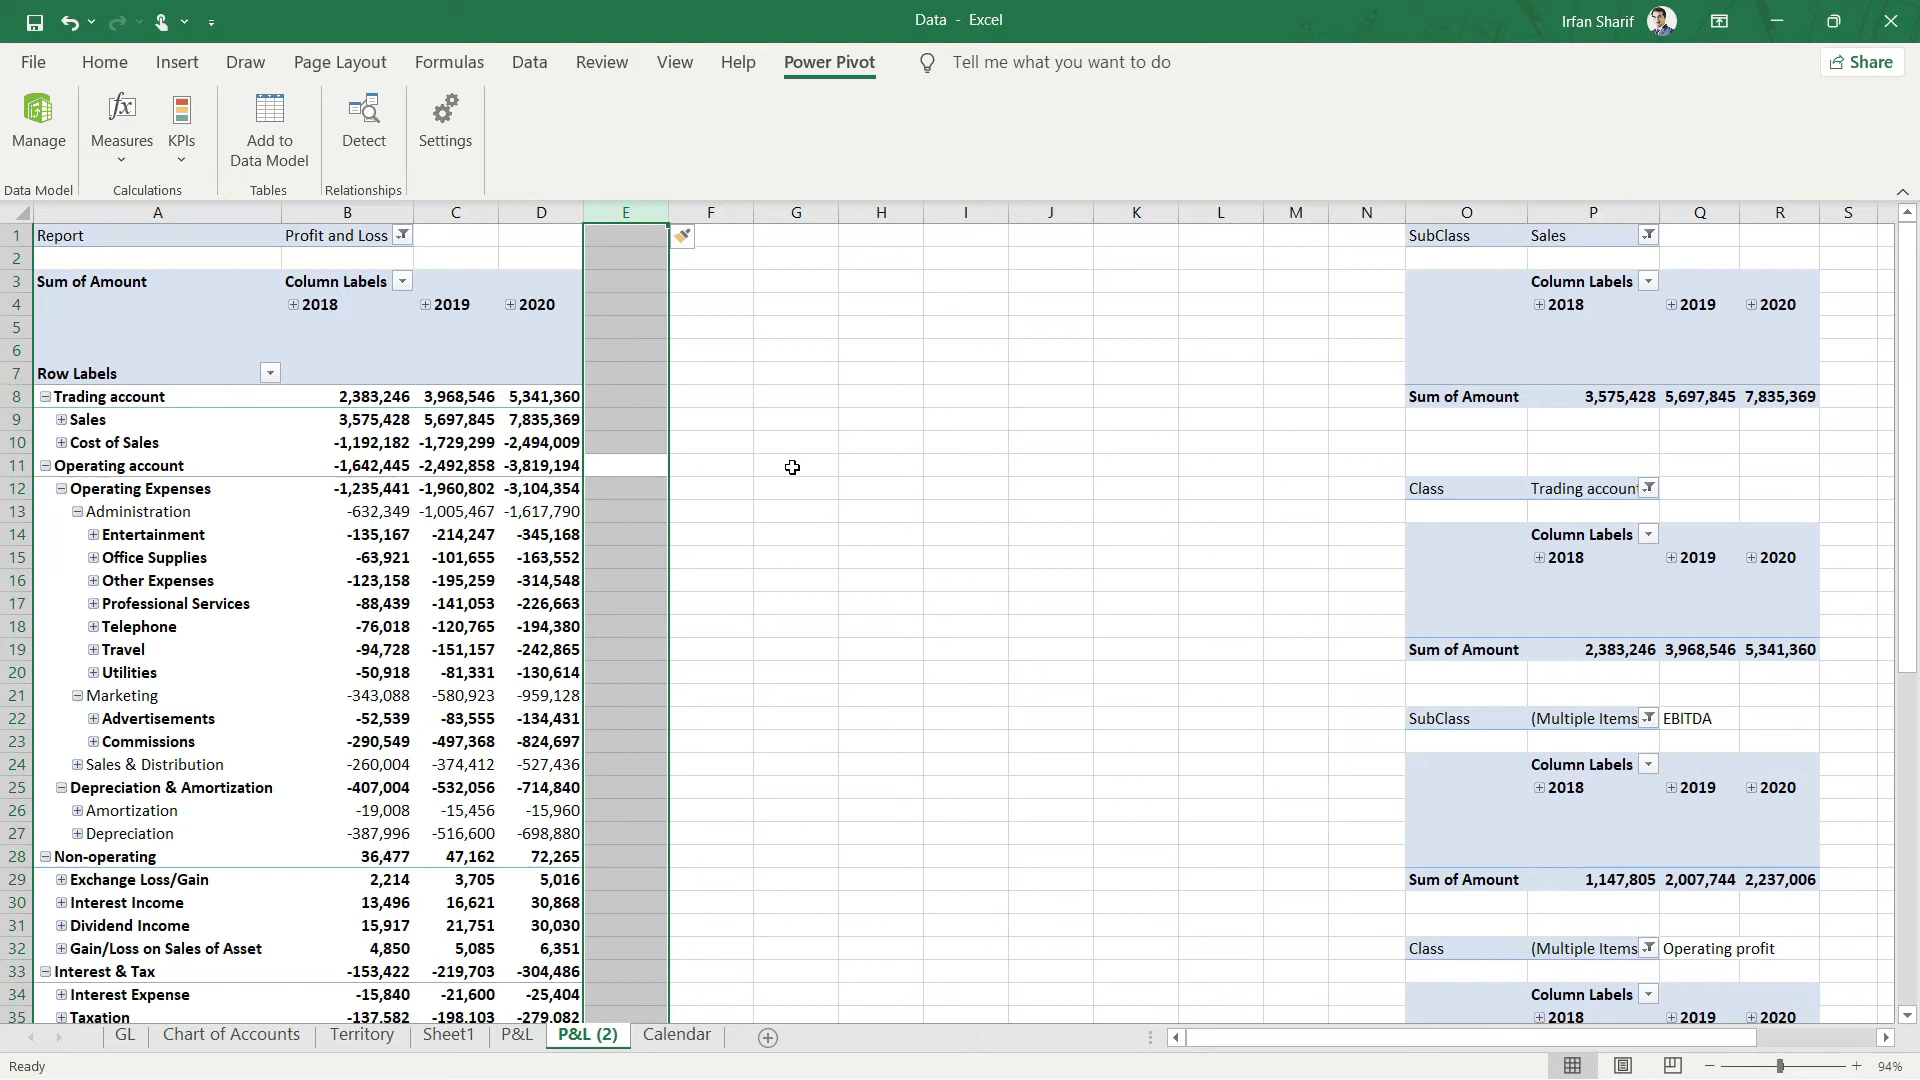 Data - Excel
Irfan Sharif
File Home Insert Draw Page Layout Formulas Data Review View Help Power Pivot Tell me what you want to do Share
Manage Measures KPIs Add to Data Model Detect Settings
Data Model Calculations Tables Relationships
A B C D E F G H I J K L M N O P Q R S
1 Report Profit and Loss SubClass Sales
2
3 Sum of Amount Column Labels Column Labels
4 2018 2019 2020 2018 2019 2020
5
6
7 Row Labels
8 Trading account 2,383,246 3,968,546 5,341,360 Sum of Amount 3,575,428 5,697,845 7,835,369
9 Sales 3,575,428 5,697,845 7,835,369
10 Cost of Sales -1,192,182 -1,729,299 -2,494,009
11 Operating account -1,642,445 -2,492,858 -3,819,194
12 Operating Expenses -1,235,441 -1,960,802 -3,104,354 Class Trading account
13 Administration -632,349 -1,005,467 -1,617,790
14 Entertainment -135,167 -214,247 -345,168 Column Labels
15 Office Supplies -63,921 -101,655 -163,552 2018 2019 2020
16 Other Expenses -123,158 -195,259 -314,548
17 Professional Services -88,439 -141,053 -226,663
18 Telephone -76,018 -120,765 -194,380
19 Travel -94,728 -151,157 -242,865 Sum of Amount 2,383,246 3,968,546 5,341,360
20 Utilities -50,918 -81,331 -130,614
21 Marketing -343,088 -580,923 -959,128
22 Advertisements -52,539 -83,555 -134,431 SubClass (Multiple Items EBITDA
23 Commissions -290,549 -497,368 -824,697
24 Sales & Distribution -260,004 -374,412 -527,436 Column Labels
25 Depreciation & Amortization -407,004 -532,056 -714,840 2018 2019 2020
26 Amortization -19,008 -15,456 -15,960
27 Depreciation -387,996 -516,600 -698,880
28 Non-operating 36,477 47,162 72,265
29 Exchange Loss/Gain 2,214 3,705 5,016 Sum of Amount 1,147,805 2,007,744 2,237,006
30 Interest Income 13,496 16,621 30,868
31 Dividend Income 15,917 21,751 30,030
32 Gain/Loss on Sales of Asset 4,850 5,085 6,351 Class (Multiple Items Operating profit
33 Interest & Tax -153,422 -219,703 -304,486
34 Interest Expense -15,840 -21,600 -25,404 Column Labels
35 Taxation -137,582 -198,103 -279,082 2018 2019 2020
GL Chart of Accounts Territory Sheet1 P&L P&L (2) Calendar
Ready 94%